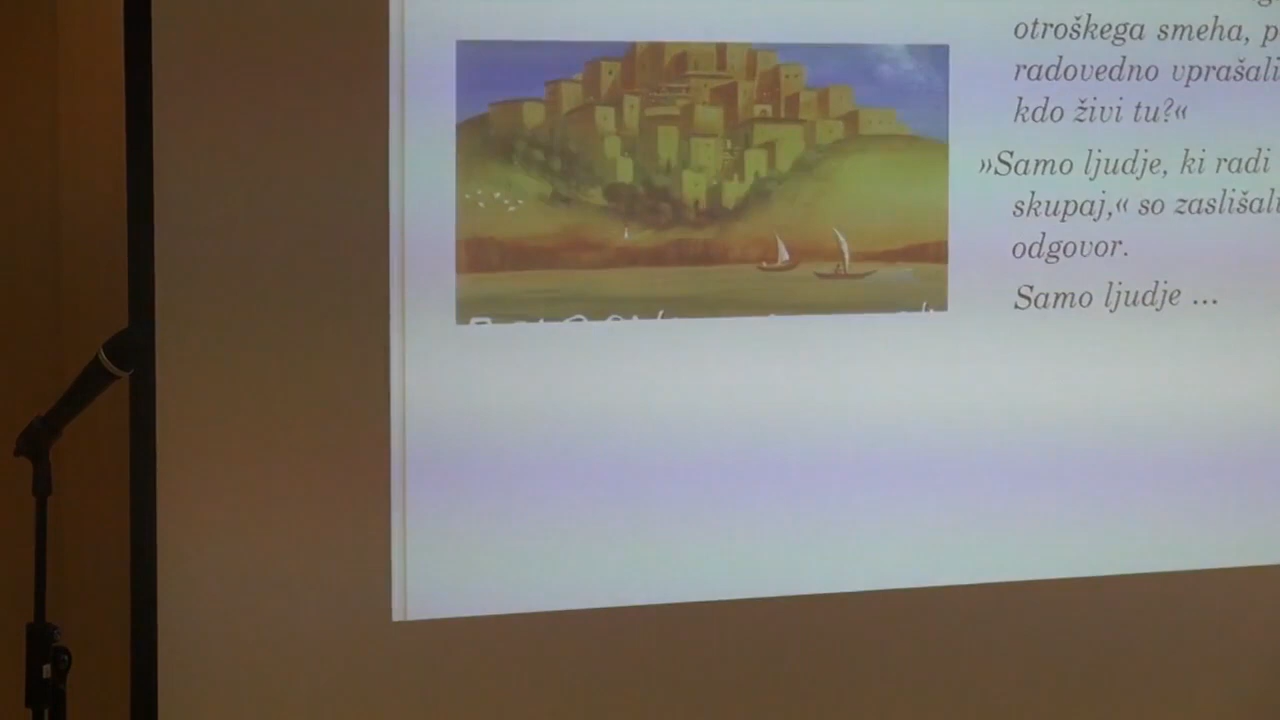 otroškega smeha,
radovedno vprašali
kdo živi tu?«
»Samo ljudje, ki radi
skupaj,« so zaslišali
odgovor.
Samo ljudje ...